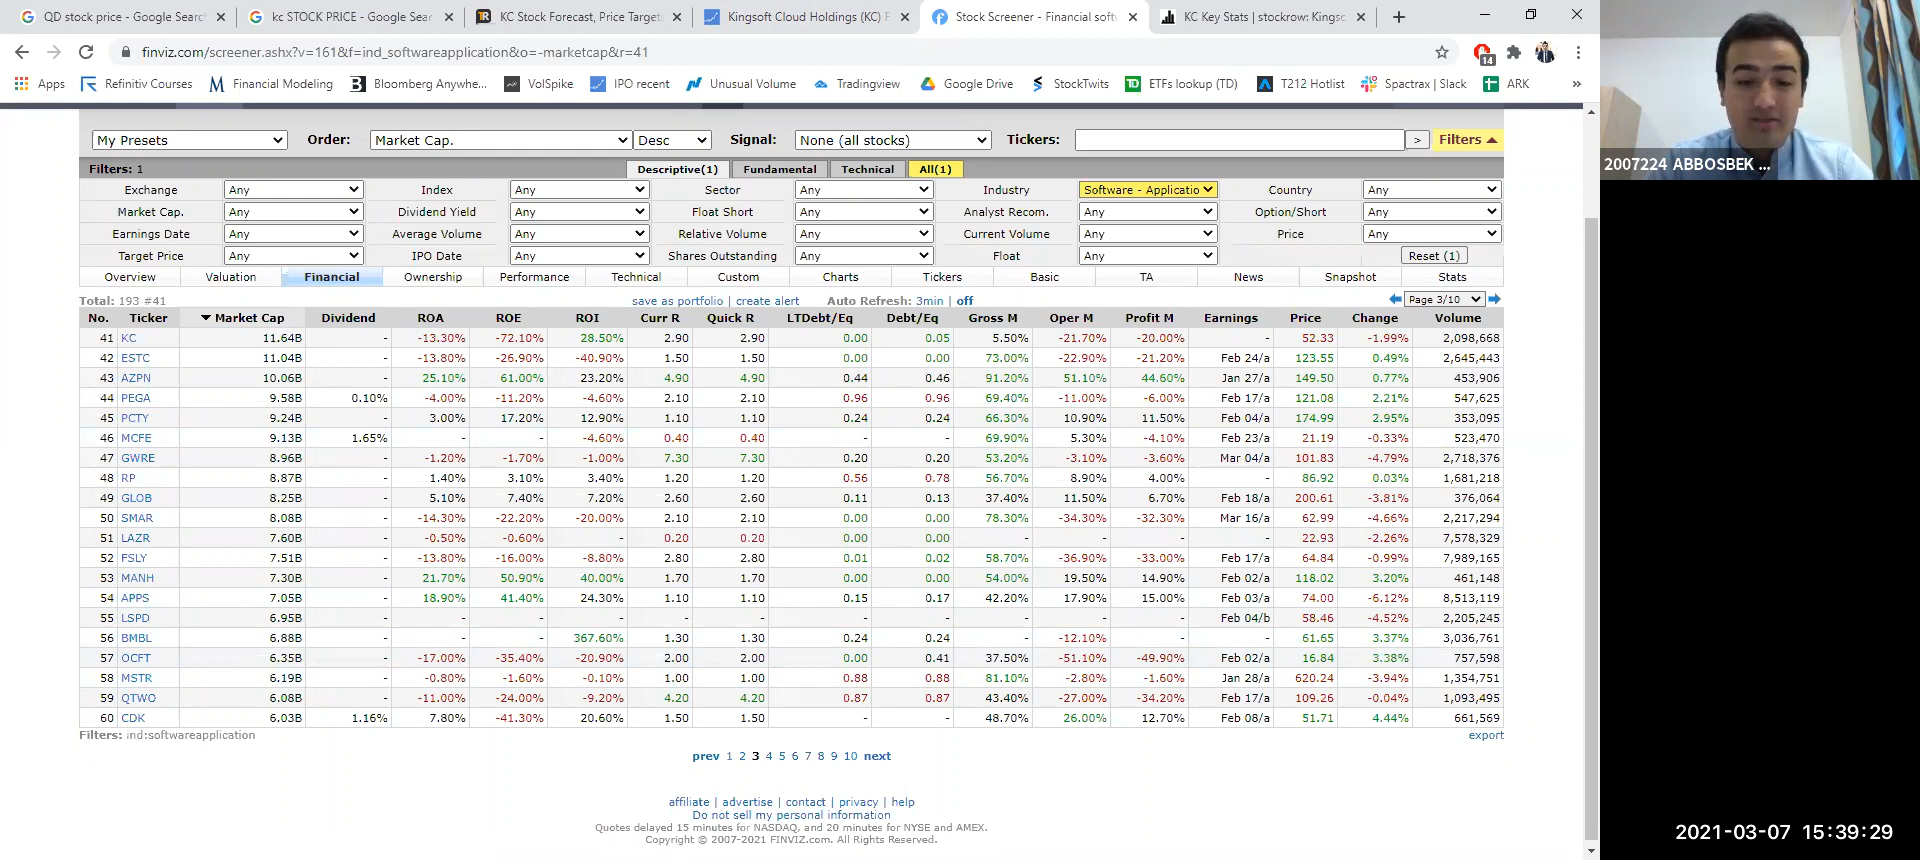 QD stock price - Google Searc
kc STOCK PRICE - Google Sear
KC Stock Forecast, Price Target
Kingsoft Cloud Holdings (KC) F
Stock Screener - Financial soft
KC Key Stats | stockrow: Kingso
finviz.com/screener.ashx?v=161&f=ind_softwareapplication&o=-marketcap&r=41
14
Apps Refinitiv Courses Financial Modeling Bloomberg Anywhe... VolSpike IPO recent Unusual Volume Tradingview Google Drive StockTwits ETFs lookup (TD) T212 Hotlist Spactrax | Slack ARK »
My Presets Order: Market Cap. Desc Signal: None (all stocks) Tickers: > Filters
Filters: 1 Descriptive(1) Fundamental Technical All(1)
Exchange Any Index Any Sector Any Industry Software - Applicatio Country Any
Market Cap. Any Dividend Yield Any Float Short Any Analyst Recom. Any Option/Short Any
Earnings Date Any Average Volume Any Relative Volume Any Current Volume Any Price Any
Target Price Any IPO Date Any Shares Outstanding Any Float Any Reset (1)
Overview Valuation Financial Ownership Performance Technical Custom Charts Tickers Basic TA News Snapshot Stats
Total: 193 #41 save as portfolio | create alert Auto Refresh: 3min | off Page 3/10
No. Ticker Market Cap Dividend ROA ROE ROI Curr R Quick R LTDebt/Eq Debt/Eq Gross M Oper M Profit M Earnings Price Change Volume
41 KC 11.64B - -13.30% -72.10% 28.50% 2.90 2.90 0.00 0.05 5.50% -21.70% -20.00% - 52.33 -1.99% 2,098,668
42 ESTC 11.04B - -13.80% -26.90% -40.90% 1.50 1.50 0.00 0.00 73.00% -22.90% -21.20% Feb 24/a 123.55 0.49% 2,645,443
43 AZPN 10.06B - 25.10% 61.00% 23.20% 4.90 4.90 0.44 0.46 91.20% 51.10% 44.60% Jan 27/a 149.50 0.77% 453,906
44 PEGA 9.58B 0.10% -4.00% -11.20% -4.60% 2.10 2.10 0.96 0.96 69.40% -11.00% -6.00% Feb 17/a 121.08 2.21% 547,625
45 PCTY 9.24B - 3.00% 17.20% 12.90% 1.10 1.10 0.24 0.24 66.30% 10.90% 11.50% Feb 04/a 174.99 2.95% 353,095
46 MCFE 9.13B 1.65% - - -4.60% 0.40 0.40 - - 69.90% 5.30% -4.10% Feb 23/a 21.19 -0.33% 523,470
47 GWRE 8.96B - -1.20% -1.70% -1.00% 7.30 7.30 0.20 0.20 53.20% -3.10% -3.60% Mar 04/a 101.83 -4.79% 2,718,376
48 RP 8.87B - 1.40% 3.10% 3.40% 1.20 1.20 0.56 0.78 56.70% 8.90% 4.00% - 86.92 0.03% 1,681,218
49 GLOB 8.25B - 5.10% 7.40% 7.20% 2.60 2.60 0.11 0.13 37.40% 11.50% 6.70% Feb 18/a 200.61 -3.81% 376,064
50 SMAR 8.08B - -14.30% -22.20% -20.00% 2.10 2.10 0.00 0.00 78.30% -34.30% -32.30% Mar 16/a 62.99 -4.66% 2,217,294
51 LAZR 7.60B - -0.50% -0.60% - 0.20 0.20 0.00 0.00 - - - - 22.93 -2.26% 7,578,329
52 FSLY 7.51B - -13.80% -16.00% -8.80% 2.80 2.80 0.01 0.02 58.70% -36.90% -33.00% Feb 17/a 64.84 -0.99% 7,989,165
53 MANH 7.30B - 21.70% 50.90% 40.00% 1.70 1.70 0.00 0.00 54.00% 19.50% 14.90% Feb 02/a 118.02 3.20% 461,148
54 APPS 7.05B - 18.90% 41.40% 24.30% 1.10 1.10 0.15 0.17 42.20% 17.90% 15.00% Feb 03/a 74.00 -6.12% 8,513,119
55 LSPD 6.95B - - - - - - - - - - - Feb 04/b 58.46 -4.52% 2,205,245
56 BMBL 6.88B - - - 367.60% 1.30 1.30 0.24 0.24 - -12.10% - - 61.65 3.37% 3,036,761
57 OCFT 6.35B - -17.00% -35.40% -20.90% 2.00 2.00 0.00 0.41 37.50% -51.10% -49.90% Feb 02/a 16.84 3.38% 757,598
58 MSTR 6.19B - -0.80% -1.60% -0.10% 1.00 1.00 0.88 0.88 81.10% -2.80% -1.60% Jan 28/a 620.24 -3.94% 1,354,751
59 QTWO 6.08B - -11.00% -24.00% -9.20% 4.20 4.20 0.87 0.87 43.40% -27.00% -34.20% Feb 17/a 109.26 -0.04% 1,093,495
60 CDK 6.03B 1.16% 7.80% -41.30% 20.60% 1.50 1.50 - - 48.70% 26.00% 12.70% Feb 08/a 51.71 4.44% 661,569
Filters: ind:softwareapplication export
prev 1 2 3 4 5 6 7 8 9 10 next
affiliate | advertise | contact | privacy | help
Do not sell my personal information
Quotes delayed 15 minutes for NASDAQ, and 20 minutes for NYSE and AMEX.
Copyright © 2007-2021 FINVIZ.com. All Rights Reserved.
2007224 ABBOSBEK ...
2021-03-07 15:39:29